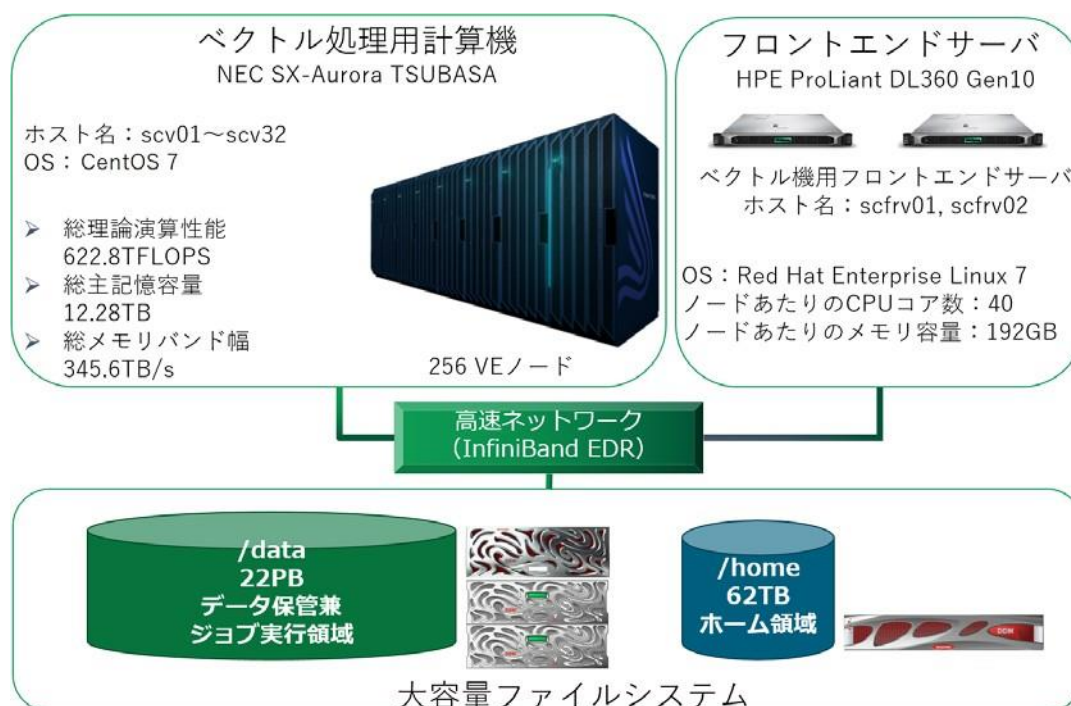 ベクトル処理用計算機
NEC SX-Aurora TSUBASA
ホスト名：scv01～scv32
OS：CentOS 7
➢ 総理論演算性能
622.8TFLOPS
➢ 総主記憶容量
12.28TB
➢ 総メモリバンド幅
345.6TB/s
256 VEノード
フロントエンドサーバ
HPE ProLiant DL360 Gen10
ベクトル機用フロントエンドサーバ
ホスト名：scfrv01, scfrv02
OS：Red Hat Enterprise Linux 7
ノードあたりのCPUコア数：40
ノードあたりのメモリ容量：192GB
高速ネットワーク
（InfiniBand EDR）
/data
22PB
データ保管兼
ジョブ実行領域
/home
62TB
ホーム領域
DDN
大容量ファイルシステム